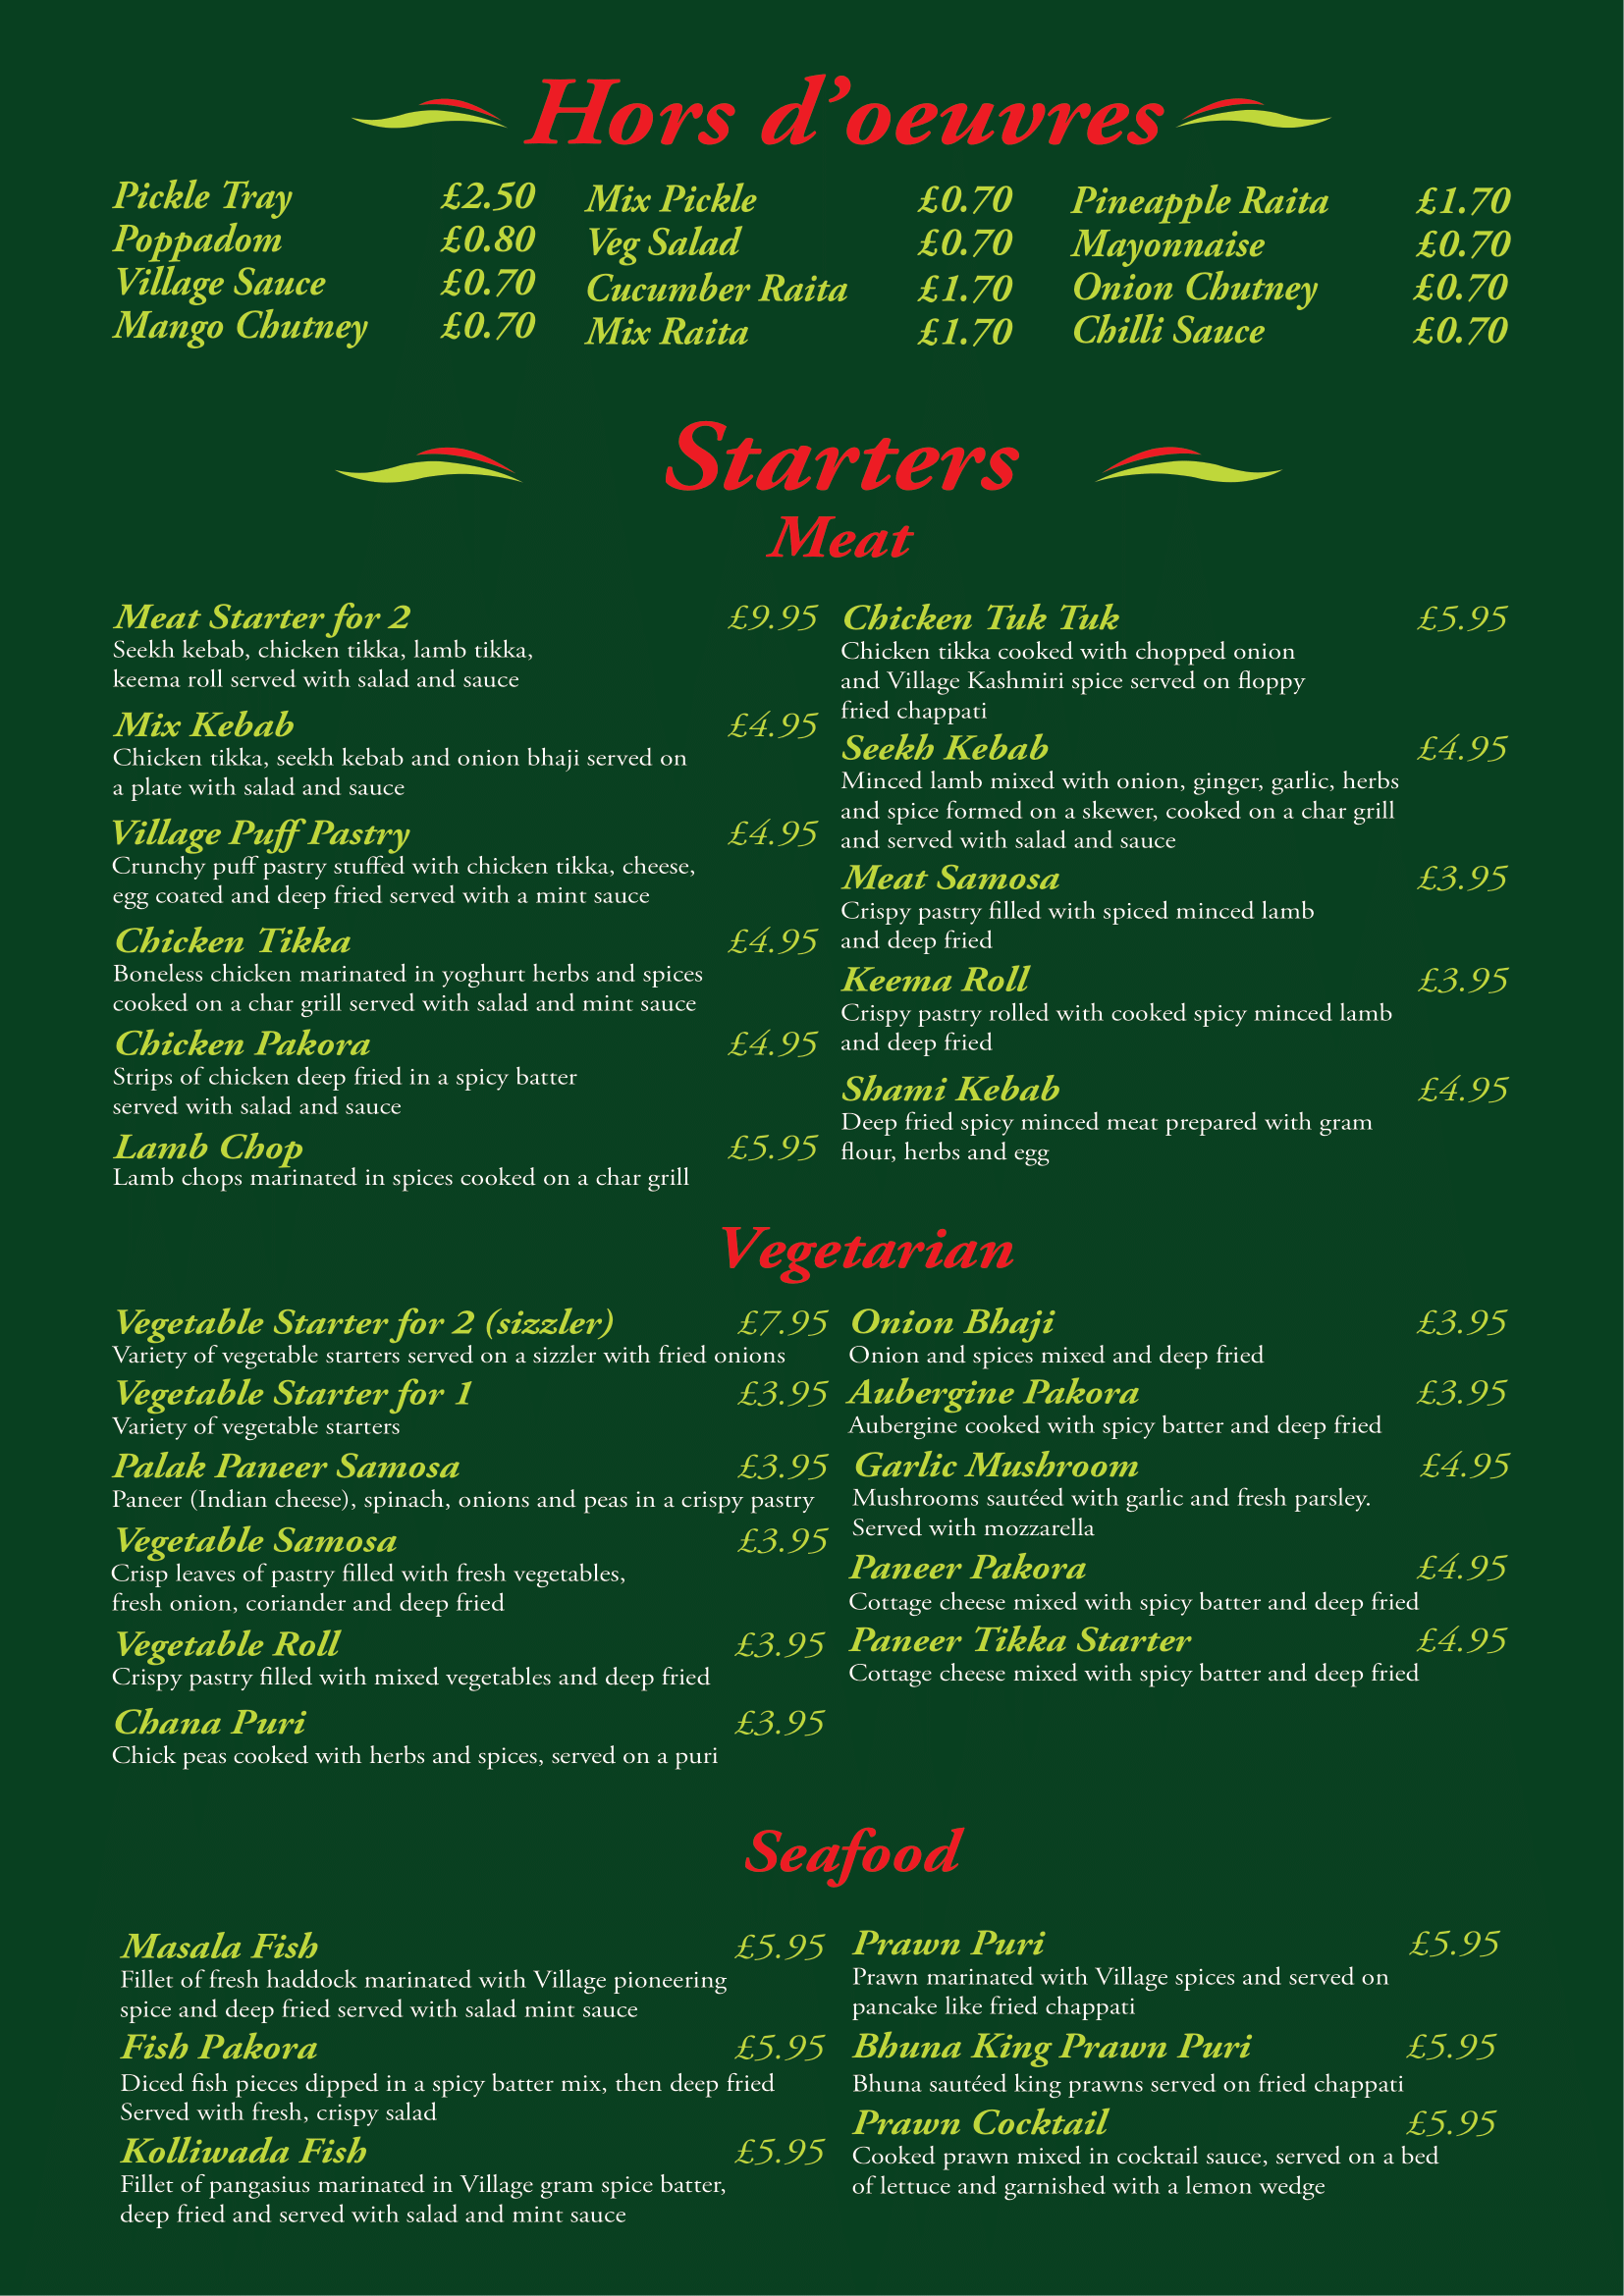 Hors d’oeuvres
Pickle Tray £2.50
Poppadom £0.80
Village Sauce £0.70
Mango Chutney £0.70
Mix Pickle £0.70
Veg Salad £0.70
Cucumber Raita £1.70
Mix Raita £1.70
Pineapple Raita £1.70
Mayonnaise £0.70
Onion Chutney £0.70
Chilli Sauce £0.70
Starters
Meat
Meat Starter for 2 £9.95
Seekh kebab, chicken tikka, lamb tikka,
keema roll served with salad and sauce
Mix Kebab £4.95
Chicken tikka, seekh kebab and onion bhaji served on
a plate with salad and sauce
Village Puff Pastry £4.95
Crunchy puff pastry stuffed with chicken tikka, cheese,
egg coated and deep fried served with a mint sauce
Chicken Tikka £4.95
Boneless chicken marinated in yoghurt herbs and spices
cooked on a char grill served with salad and mint sauce
Chicken Pakora £4.95
Strips of chicken deep fried in a spicy batter
served with salad and sauce
Lamb Chop £5.95
Lamb chops marinated in spices cooked on a char grill
Chicken Tuk Tuk £5.95
Chicken tikka cooked with chopped onion
and Village Kashmiri spice served on floppy
fried chappati
Seekh Kebab £4.95
Minced lamb mixed with onion, ginger, garlic, herbs
and spice formed on a skewer, cooked on a char grill
and served with salad and sauce
Meat Samosa £3.95
Crispy pastry filled with spiced minced lamb
and deep fried
Keema Roll £3.95
Crispy pastry rolled with cooked spicy minced lamb
and deep fried
Shami Kebab £4.95
Deep fried spicy minced meat prepared with gram
flour, herbs and egg
Vegetarian
Vegetable Starter for 2 (sizzler) £7.95
Variety of vegetable starters served on a sizzler with fried onions
Vegetable Starter for 1 £3.95
Variety of vegetable starters
Palak Paneer Samosa £3.95
Paneer (Indian cheese), spinach, onions and peas in a crispy pastry
Vegetable Samosa £3.95
Crisp leaves of pastry filled with fresh vegetables,
fresh onion, coriander and deep fried
Vegetable Roll £3.95
Crispy pastry filled with mixed vegetables and deep fried
Chana Puri £3.95
Chick peas cooked with herbs and spices, served on a puri
Onion Bhaji £3.95
Onion and spices mixed and deep fried
Aubergine Pakora £3.95
Aubergine cooked with spicy batter and deep fried
Garlic Mushroom £4.95
Mushrooms sautéed with garlic and fresh parsley.
Served with mozzarella
Paneer Pakora £4.95
Cottage cheese mixed with spicy batter and deep fried
Paneer Tikka Starter £4.95
Cottage cheese mixed with spicy batter and deep fried
Seafood
Masala Fish £5.95
Fillet of fresh haddock marinated with Village pioneering
spice and deep fried served with salad mint sauce
Fish Pakora £5.95
Diced fish pieces dipped in a spicy batter mix, then deep fried
Served with fresh, crispy salad
Kolliwada Fish £5.95
Fillet of pangasius marinated in Village gram spice batter,
deep fried and served with salad and mint sauce
Prawn Puri £5.95
Prawn marinated with Village spices and served on
pancake like fried chappati
Bhuna King Prawn Puri £5.95
Bhuna sautéed king prawns served on fried chappati
Prawn Cocktail £5.95
Cooked prawn mixed in cocktail sauce, served on a bed
of lettuce and garnished with a lemon wedge